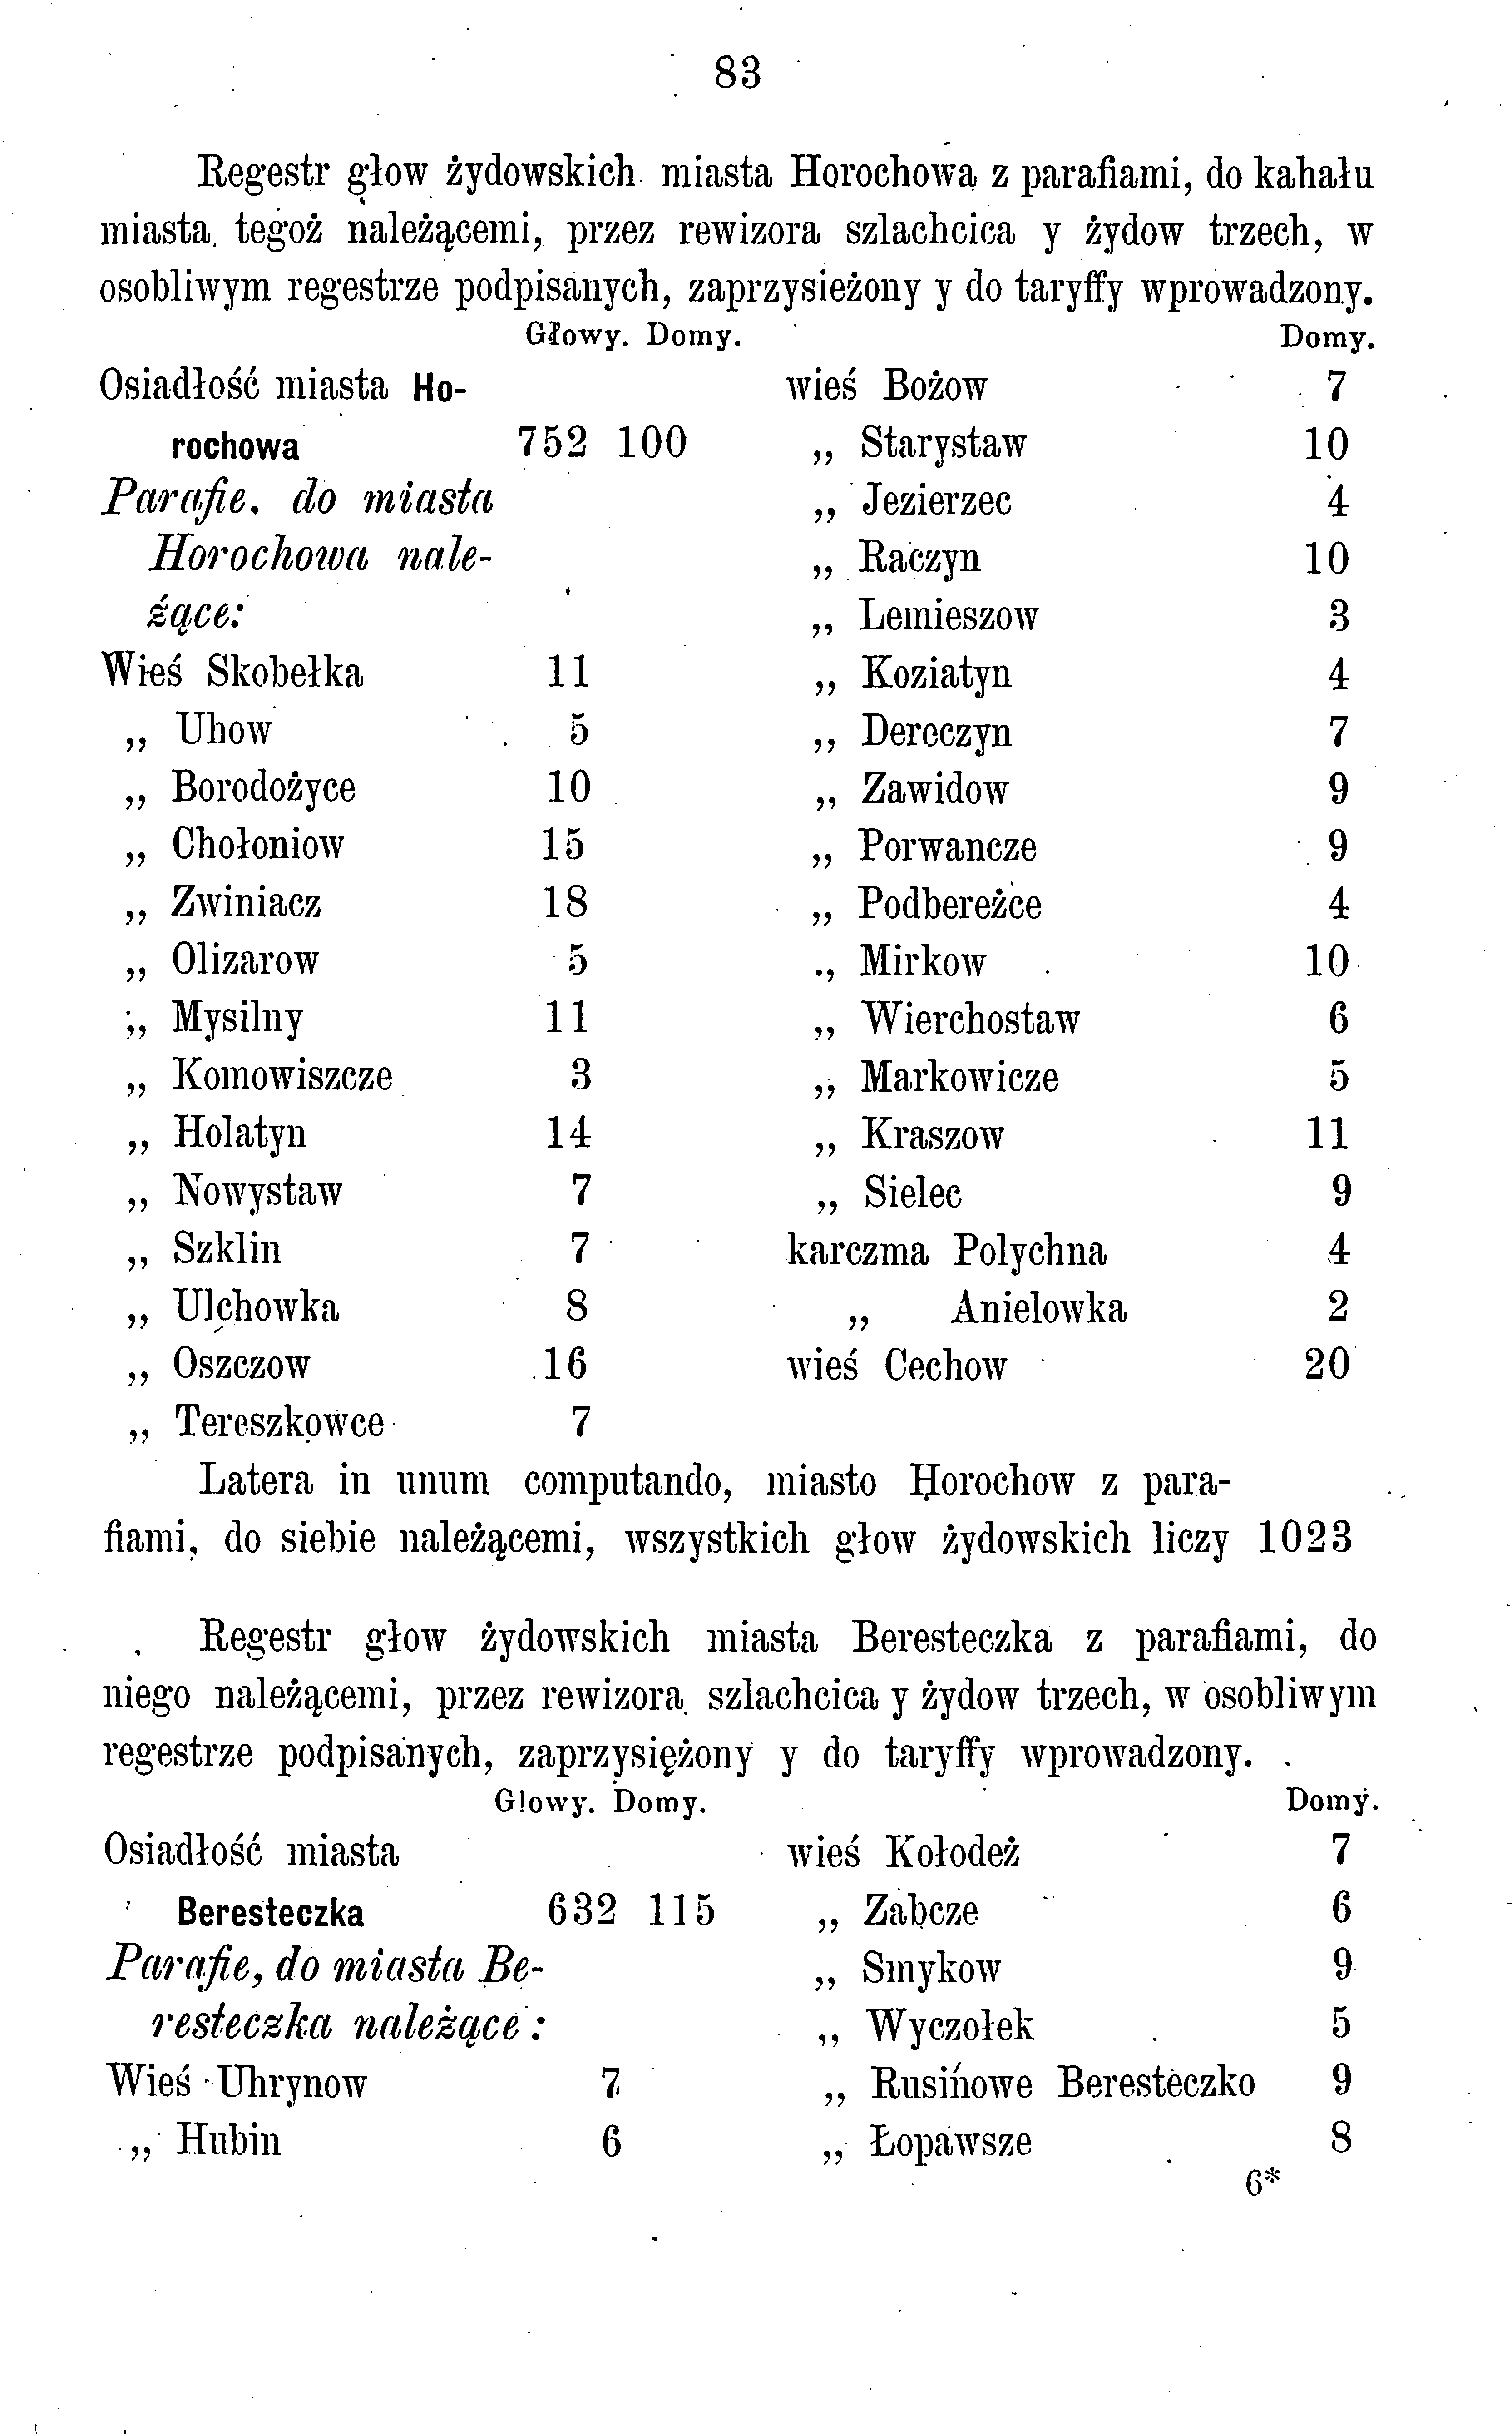 83
Regestr głow żydowskich miasta Horochowa z parafiami, do kahału
miasta tegoż należącemi, przez rewizora szlachcica y żydow trzech, w
osobliwym regestrze podpisanych, zaprzysieżony y do taryffy wprowadzony.
Głowy. Domy.
Osiadłość miasta Ho-
rochowa 752 100
Parafie. do miasta
Horochowa nale-
żące:
Wieś Skobełka 11
„ Uhow 5
„ Borodożyce 10
„ Chołoniow 15
„ Zwiniacz 18
„ Olizarow 5
„ Mysilny 11
„ Komowiszcze 3
„ Holatyn 14
„ Nowystaw 7
„ Szklin 7
„ Ulchowka 8
„ Oszczow 16
„ Tereszkowce 7
Domy.
wieś Bożow 7
„ Starystaw 10
„ Jezierzec 4
„ Raczyn 10
„ Lemieszow 3
„ Koziatyn 4
„ Dereczyn 7
„ Zawidow 9
„ Porwancze 9
„ Podbereżce 4
„ Mirkow 10
„ Wierchostaw 6
„ Markowicze 5
„ Kraszow 11
„ Sielec 9
karczma Polychna 4
„ Anielowka 2
wieś Cechow 20
Latera in unum computando, miasto Horochow z para-
fiami, do siebie należącemi, wszystkich głow żydowskich liczy 1023
Regestr głow żydowskich miasta Beresteczka z parafiami, do
niego należącemi, przez rewizora szlachcica y żydow trzech, w osobliwym
regestrze podpisanych, zaprzysiężony y do taryffy wprowadzony.
Głowy. Domy.
Osiadłość miasta
Beresteczka 632 115
Parafie, do miasta Be-
resteczka należące:
Wieś Uhrynow 7
„ Hubin 6
Domy.
wieś Kołodeż 7
„ Zabcze 6
„ Smykow 9
„ Wyczołek 5
„ Rusinowe Beresteczko 9
„ Łopawsze 8
6*